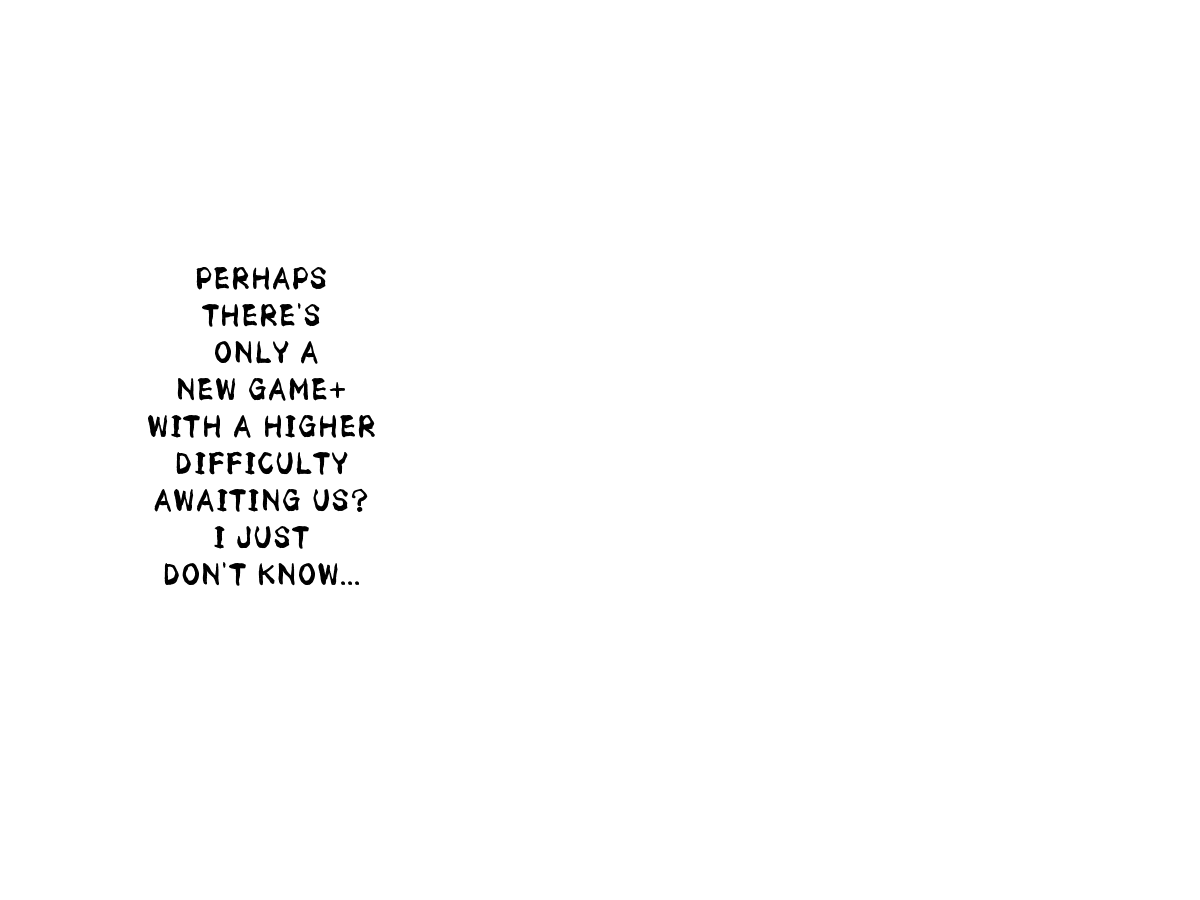 PERHAPS
THERE'S
ONLY A
NEW GAME+
WITH A HIGHER
DIFFICULTY
AWAITING US?
I JUST
DON'T KNOW...